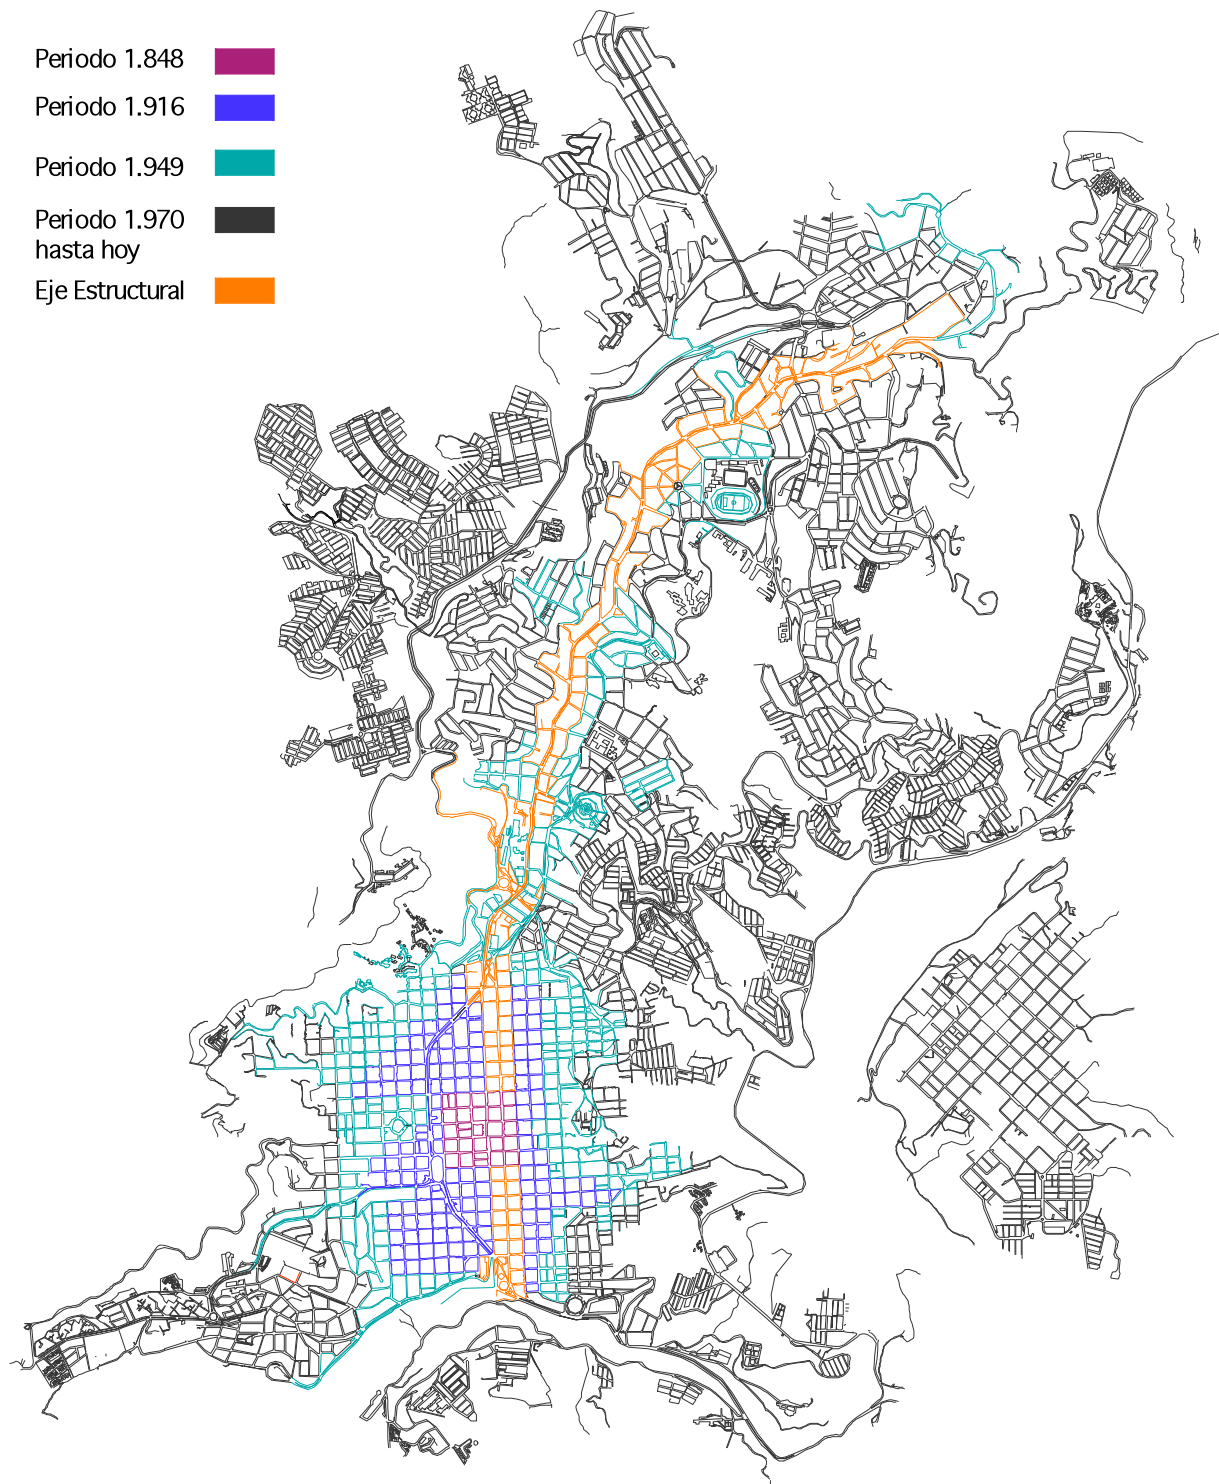 Periodo 1.848
Periodo 1.916
Periodo 1.949
Periodo 1.970
hasta hoy
Eje Estructural